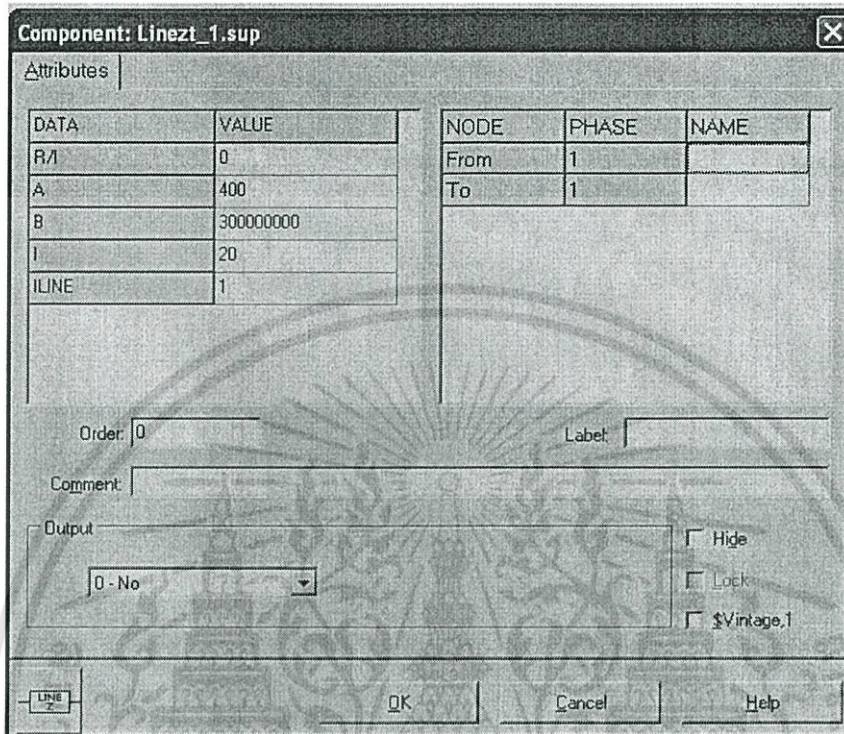 Component: Linezt_1.sup
Attributes
DATA VALUE
R/l 0
A 400
B 300000000
l 20
ILINE 1
NODE PHASE NAME
From 1
To 1
Order: 0
Label:
Comment:
Output
0 - No
Hide
Lock
$Vintage,1
LINE
Z
OK
Cancel
Help